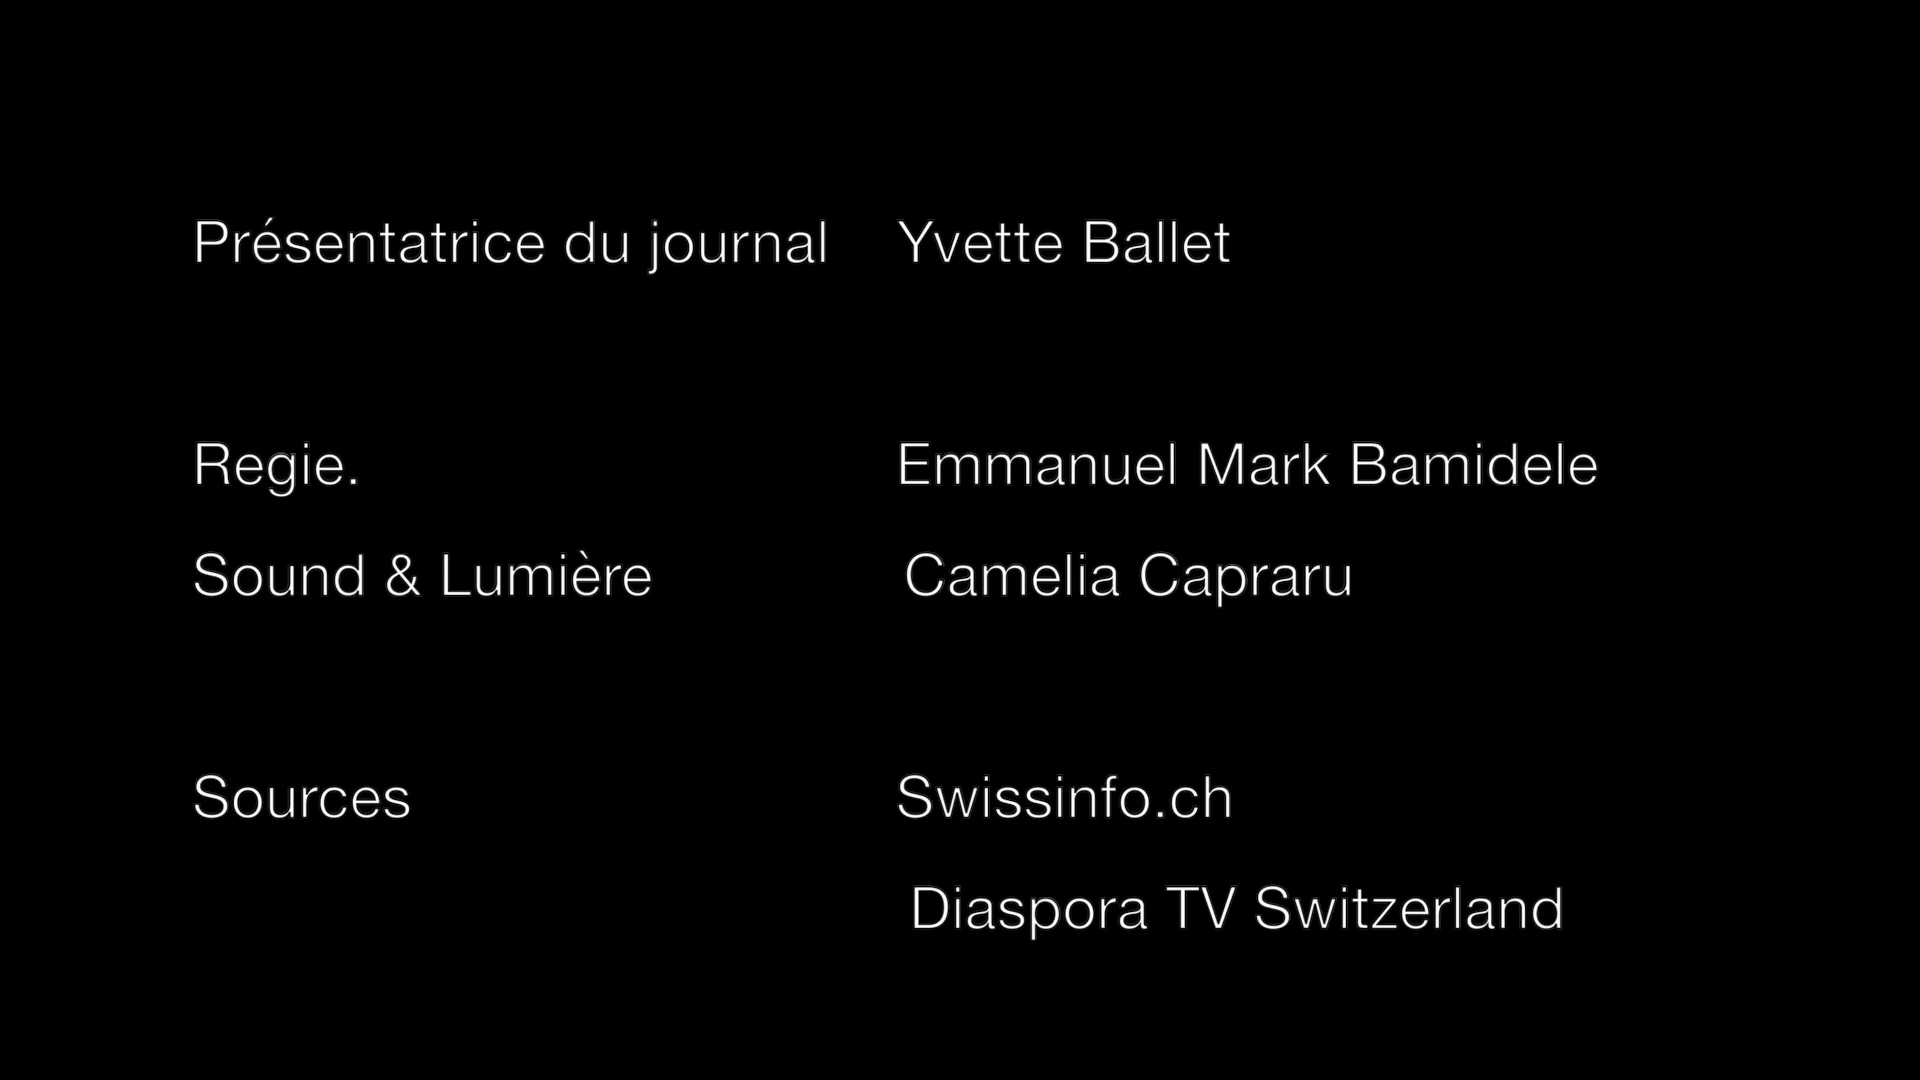 Présentatrice du journal Yvette Ballet
Regie. Emmanuel Mark Bamidele
Sound & Lumière Camelia Capraru
Sources Swissinfo.ch
Diaspora TV Switzerland